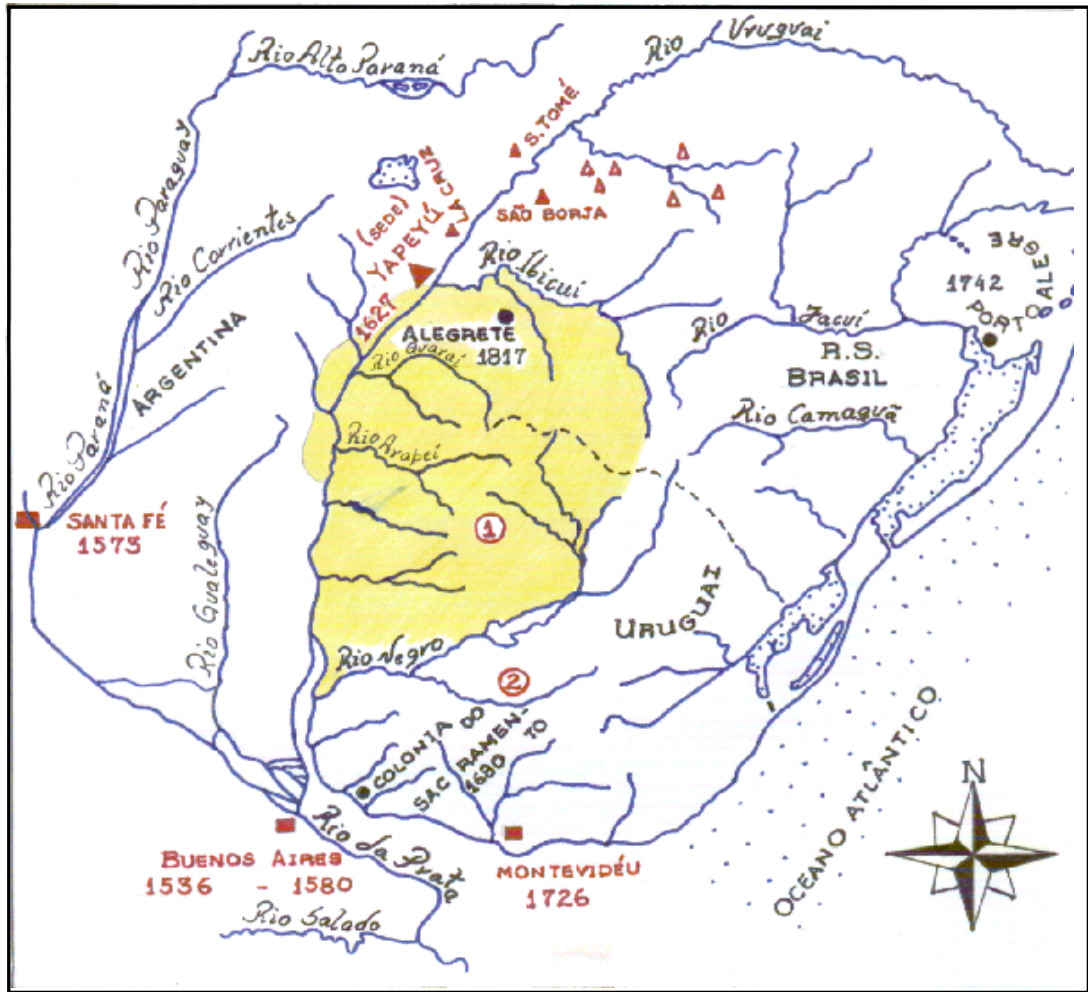 Rio Alto Paraná
Rio Uruguai
Rio Paraguay
Rio Corrientes
S. TOMÉ
LA CRUZ
(SEDE)
YAPEYÚ
1627
SÃO BORJA
Rio Ibicuí
ALEGRETE
1817
Rio Quaraí
ARGENTINA
Rio Paraná
1742
PORTO ALEGRE
Rio Jacuí
R.S.
BRASIL
Rio Camaquã
Rio Arapeí
SANTA FÉ
1573
1
Rio Gualeguay
URUGUAI
Rio Negro
2
COLONIA DO
SACRAMEN-
TO
1680
OCEANO ATLÂNTICO
N
BUENOS AIRES
1536 - 1580
Rio da Prata
MONTEVIDÉU
1726
Rio Salado